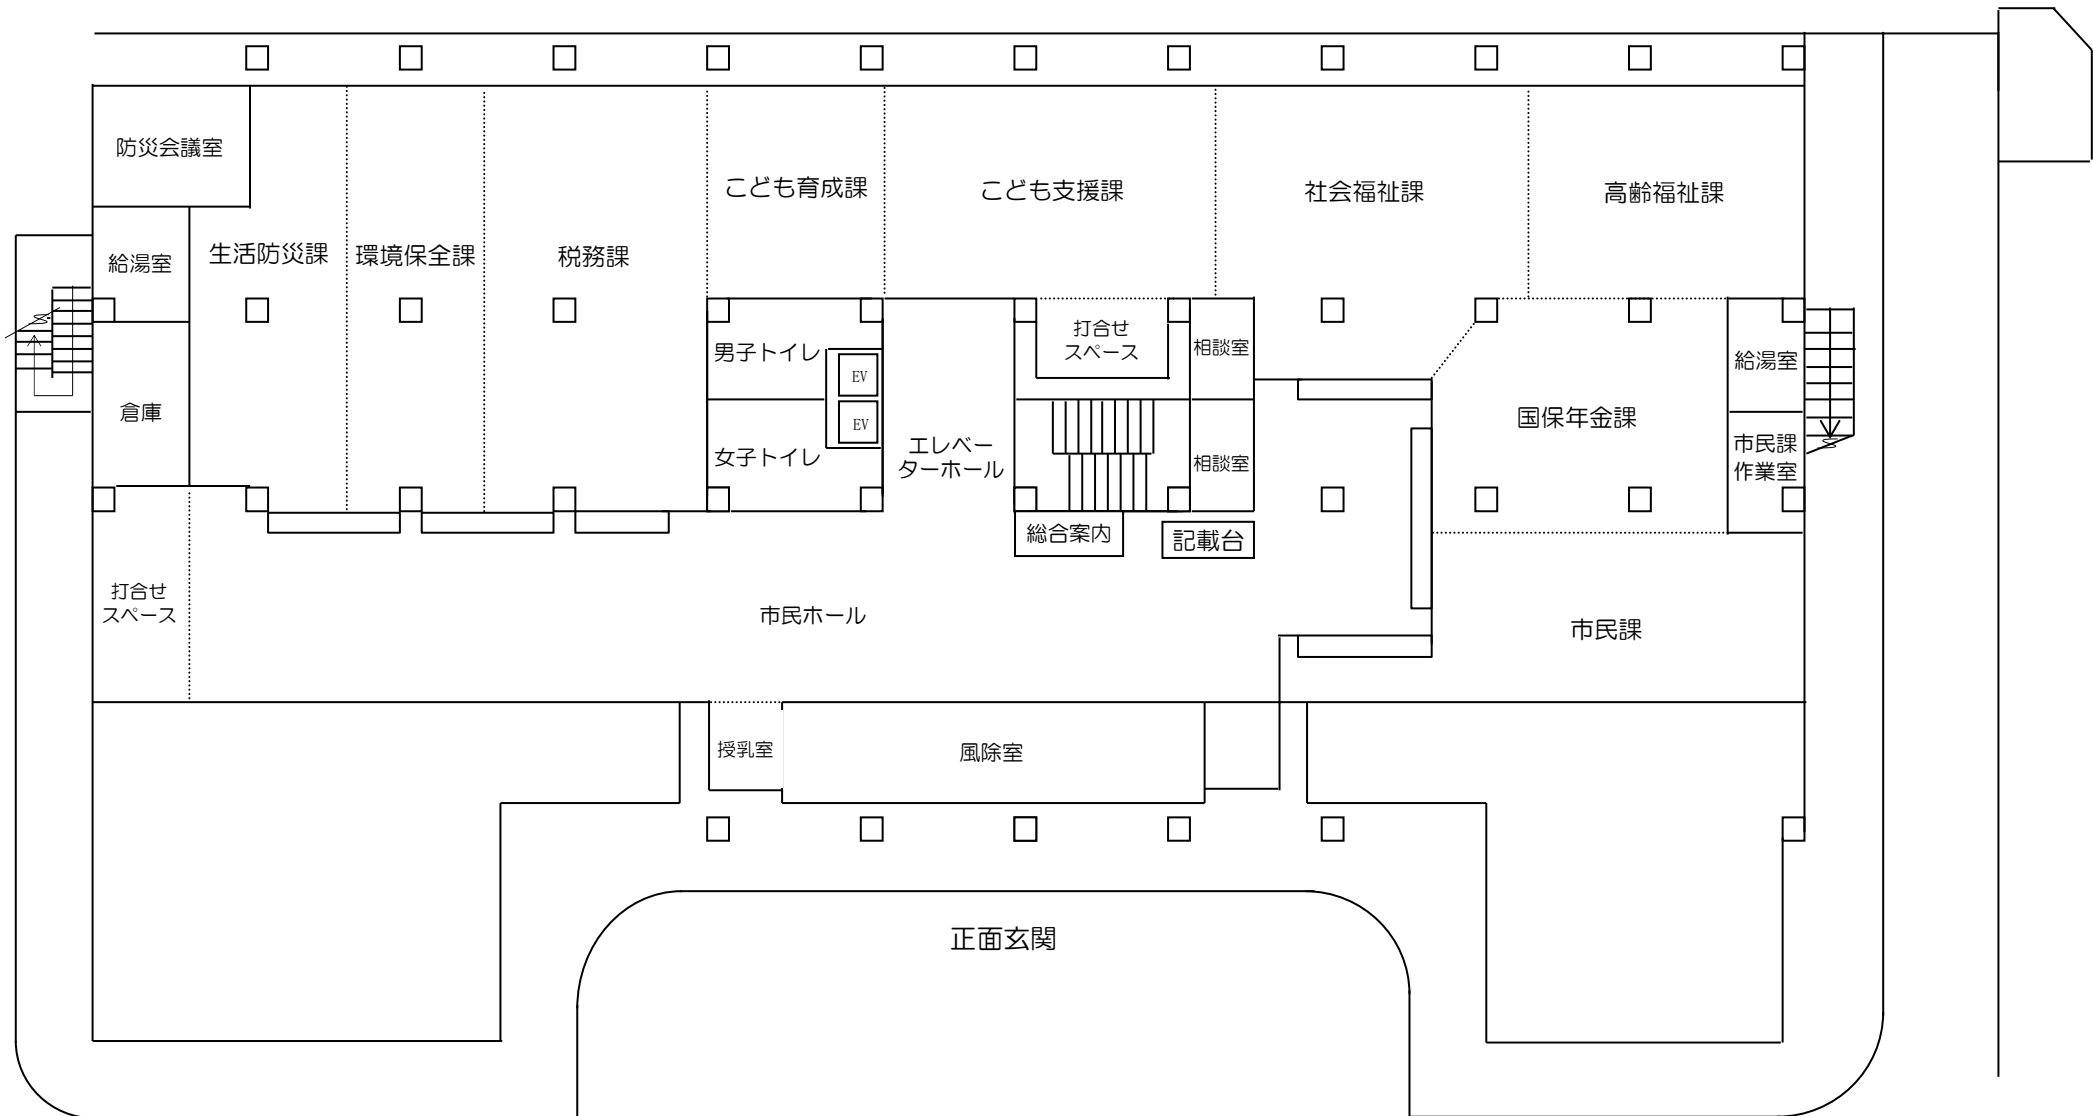 防災会議室
こども育成課
こども支援課
社会福祉課
高齢福祉課
給湯室
生活防災課
環境保全課
税務課
打合せ
スペース
男子トイレ
EV
相談室
給湯室
倉庫
女子トイレ
EV
エレベー
ターホール
相談室
国保年金課
市民課
作業室
総合案内
記載台
打合せ
スペース
市民ホール
市民課
授乳室
風除室
正面玄関